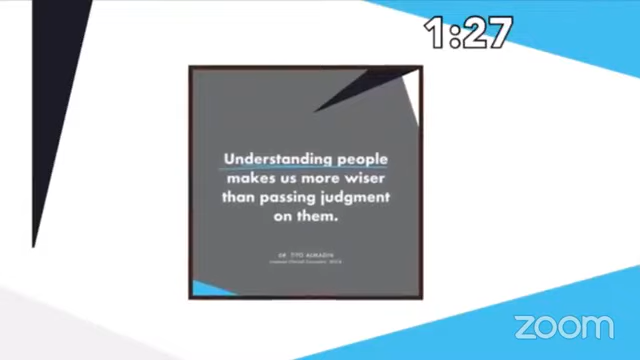 1:27
Understanding people
makes us more wiser
than passing judgment
on them.
zoom